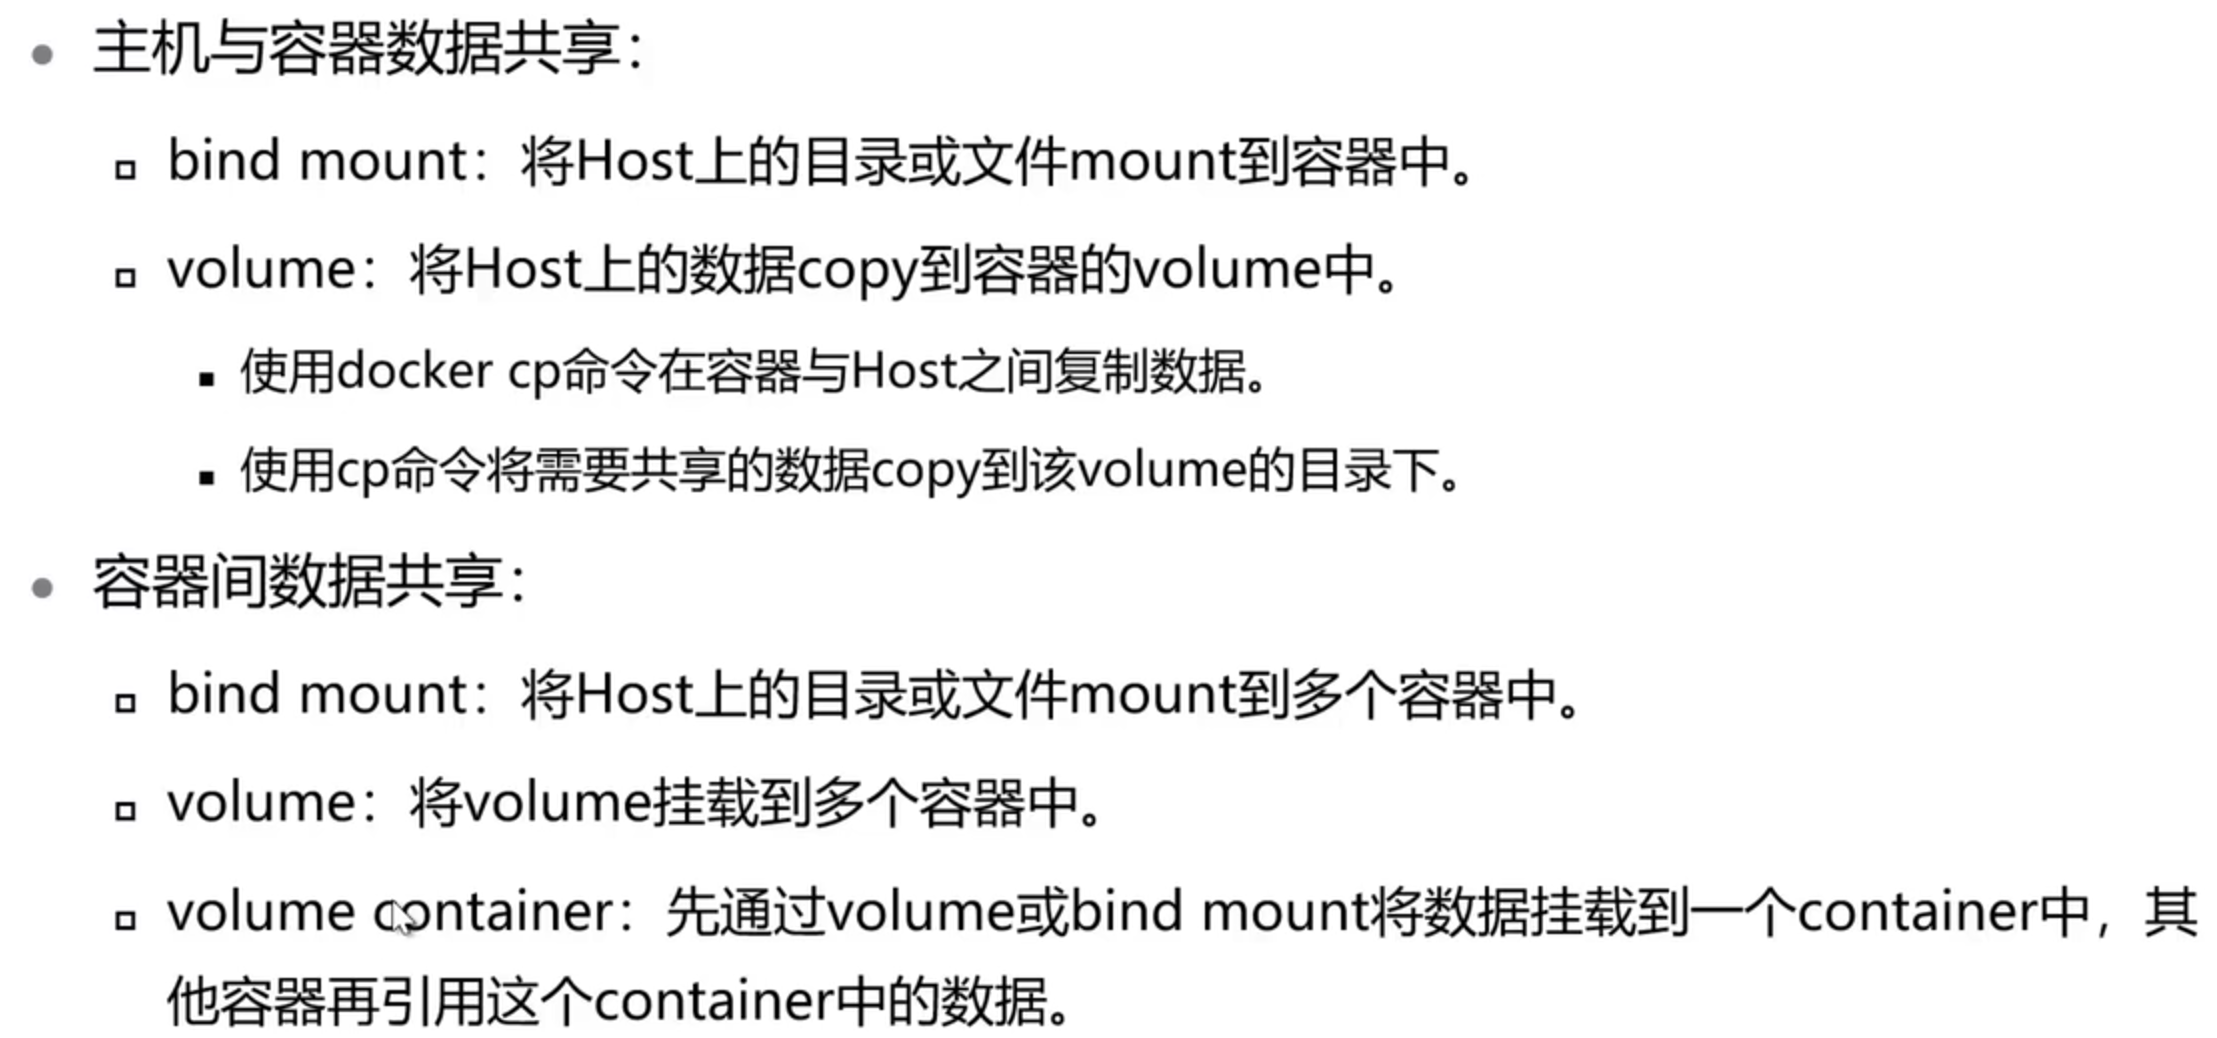 主机与容器数据共享：
bind mount：将Host上的目录或文件mount到容器中。
volume：将Host上的数据copy到容器的volume中。
使用docker cp命令在容器与Host之间复制数据。
使用cp命令将需要共享的数据copy到该volume的目录下。
容器间数据共享：
bind mount：将Host上的目录或文件mount到多个容器中。
volume：将volume挂载到多个容器中。
volume container：先通过volume或bind mount将数据挂载到一个container中，其
他容器再引用这个container中的数据。